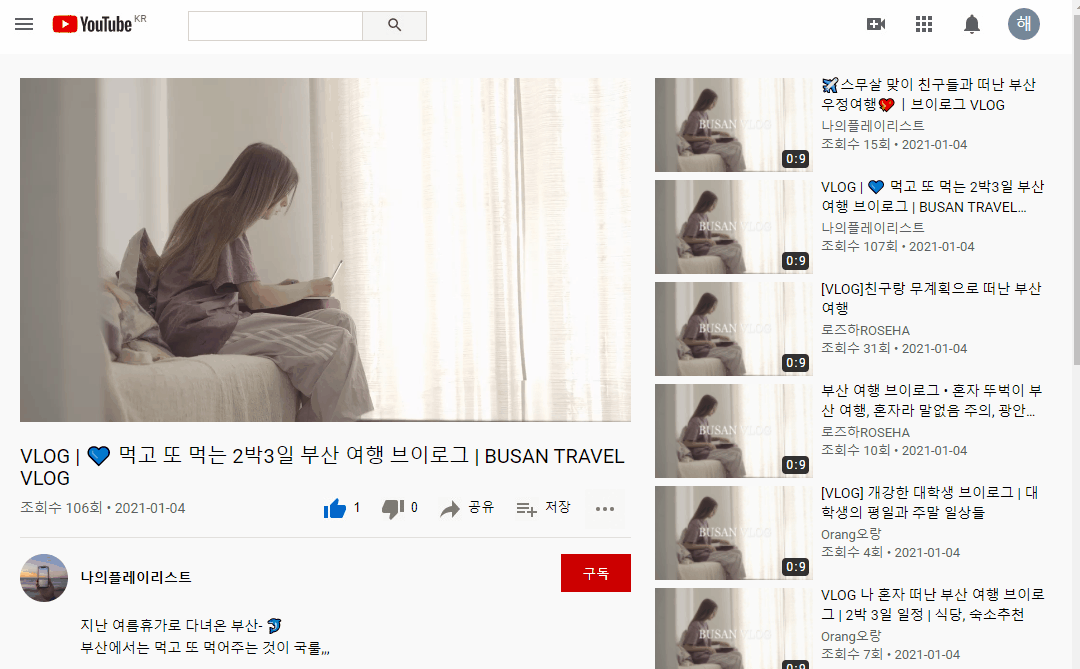 YouTube KR
해
VLOG | 💙 먹고 또 먹는 2박3일 부산 여행 브이로그 | BUSAN TRAVEL
VLOG
조회수 106회 • 2021-01-04
1
0
공유
저장
나의플레이리스트
구독
지난 여름휴가로 다녀온 부산- 🐬
부산에서는 먹고 또 먹어주는 것이 국룰,,,
BUSAN VLOG
0:9
✈스무살 맞이 친구들과 떠난 부산
우정여행💖 | 브이로그 VLOG
나의플레이리스트
조회수 15회 • 2021-01-04
BUSAN VLOG
0:9
VLOG | 💙 먹고 또 먹는 2박3일 부산
여행 브이로그 | BUSAN TRAVEL...
나의플레이리스트
조회수 107회 • 2021-01-04
BUSAN VLOG
0:9
[VLOG]친구랑 무계획으로 떠난 부산
여행
로즈하ROSEHA
조회수 31회 • 2021-01-04
BUSAN VLOG
0:9
부산 여행 브이로그 • 혼자 뚜벅이 부
산 여행, 혼자라 말없음 주의, 광안...
로즈하ROSEHA
조회수 10회 • 2021-01-04
BUSAN VLOG
0:9
[VLOG] 개강한 대학생 브이로그 | 대
학생의 평일과 주말 일상들
Orang오랑
조회수 4회 • 2021-01-04
BUSAN VLOG
0:9
VLOG 나 혼자 떠난 부산 여행 브이로
그 | 2박 3일 일정 | 식당, 숙소추천
Orang오랑
조회수 7회 • 2021-01-04